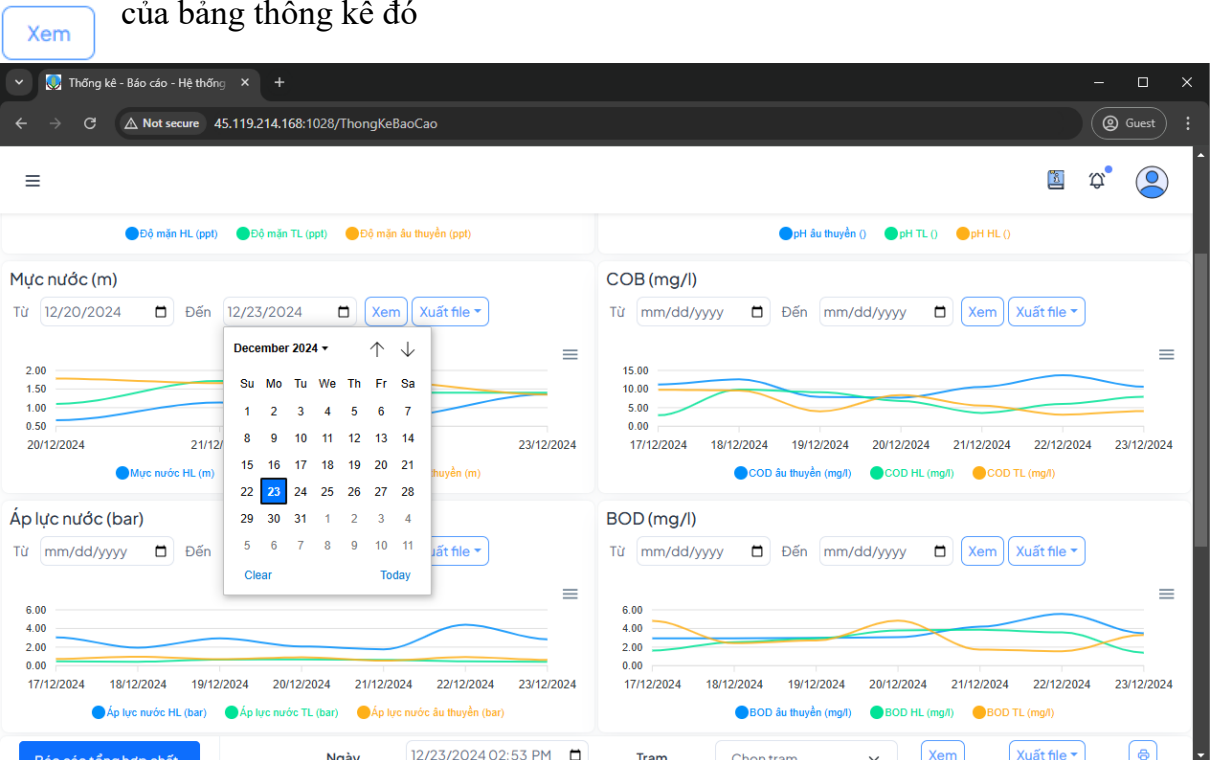 của bảng thống kê đó
Xem
Thống kê - Báo cáo - Hệ thống
Not secure 45.119.214.168:1028/ThongKeBaoCao
Guest
Độ mặn HL (ppt) Độ mặn TL (ppt) Độ mặn âu thuyền (ppt)
pH âu thuyền () pH TL () pH HL ()
Mực nước (m)
Từ 12/20/2024 Đến 12/23/2024 Xem Xuất file
December 2024
Su Mo Tu We Th Fr Sa
1 2 3 4 5 6 7
8 9 10 11 12 13 14
15 16 17 18 19 20 21
22 23 24 25 26 27 28
29 30 31 1 2 3 4
5 6 7 8 9 10 11
Clear Today
2.00
1.50
1.00
0.50
20/12/2024 21/12/ 23/12/2024
Mực nước HL (m) thuyền (m)
COB (mg/l)
Từ mm/dd/yyyy Đến mm/dd/yyyy Xem Xuất file
15.00
10.00
5.00
0.00
17/12/2024 18/12/2024 19/12/2024 20/12/2024 21/12/2024 22/12/2024 23/12/2024
COD âu thuyền (mg/l) COD HL (mg/l) COD TL (mg/l)
Áp lực nước (bar)
Từ mm/dd/yyyy Đến file
6.00
4.00
2.00
0.00
17/12/2024 18/12/2024 19/12/2024 20/12/2024 21/12/2024 22/12/2024 23/12/2024
Áp lực nước HL (bar) Áp lực nước TL (bar) Áp lực nước âu thuyền (bar)
BOD (mg/l)
Từ mm/dd/yyyy Đến mm/dd/yyyy Xem Xuất file
6.00
4.00
2.00
0.00
17/12/2024 18/12/2024 19/12/2024 20/12/2024 21/12/2024 22/12/2024 23/12/2024
BOD âu thuyền (mg/l) BOD HL (mg/l) BOD TL (mg/l)
Báo cáo tổng hợp chất Ngày 12/23/2024 02:53 PM Trạm Chọn trạm Xem Xuất file